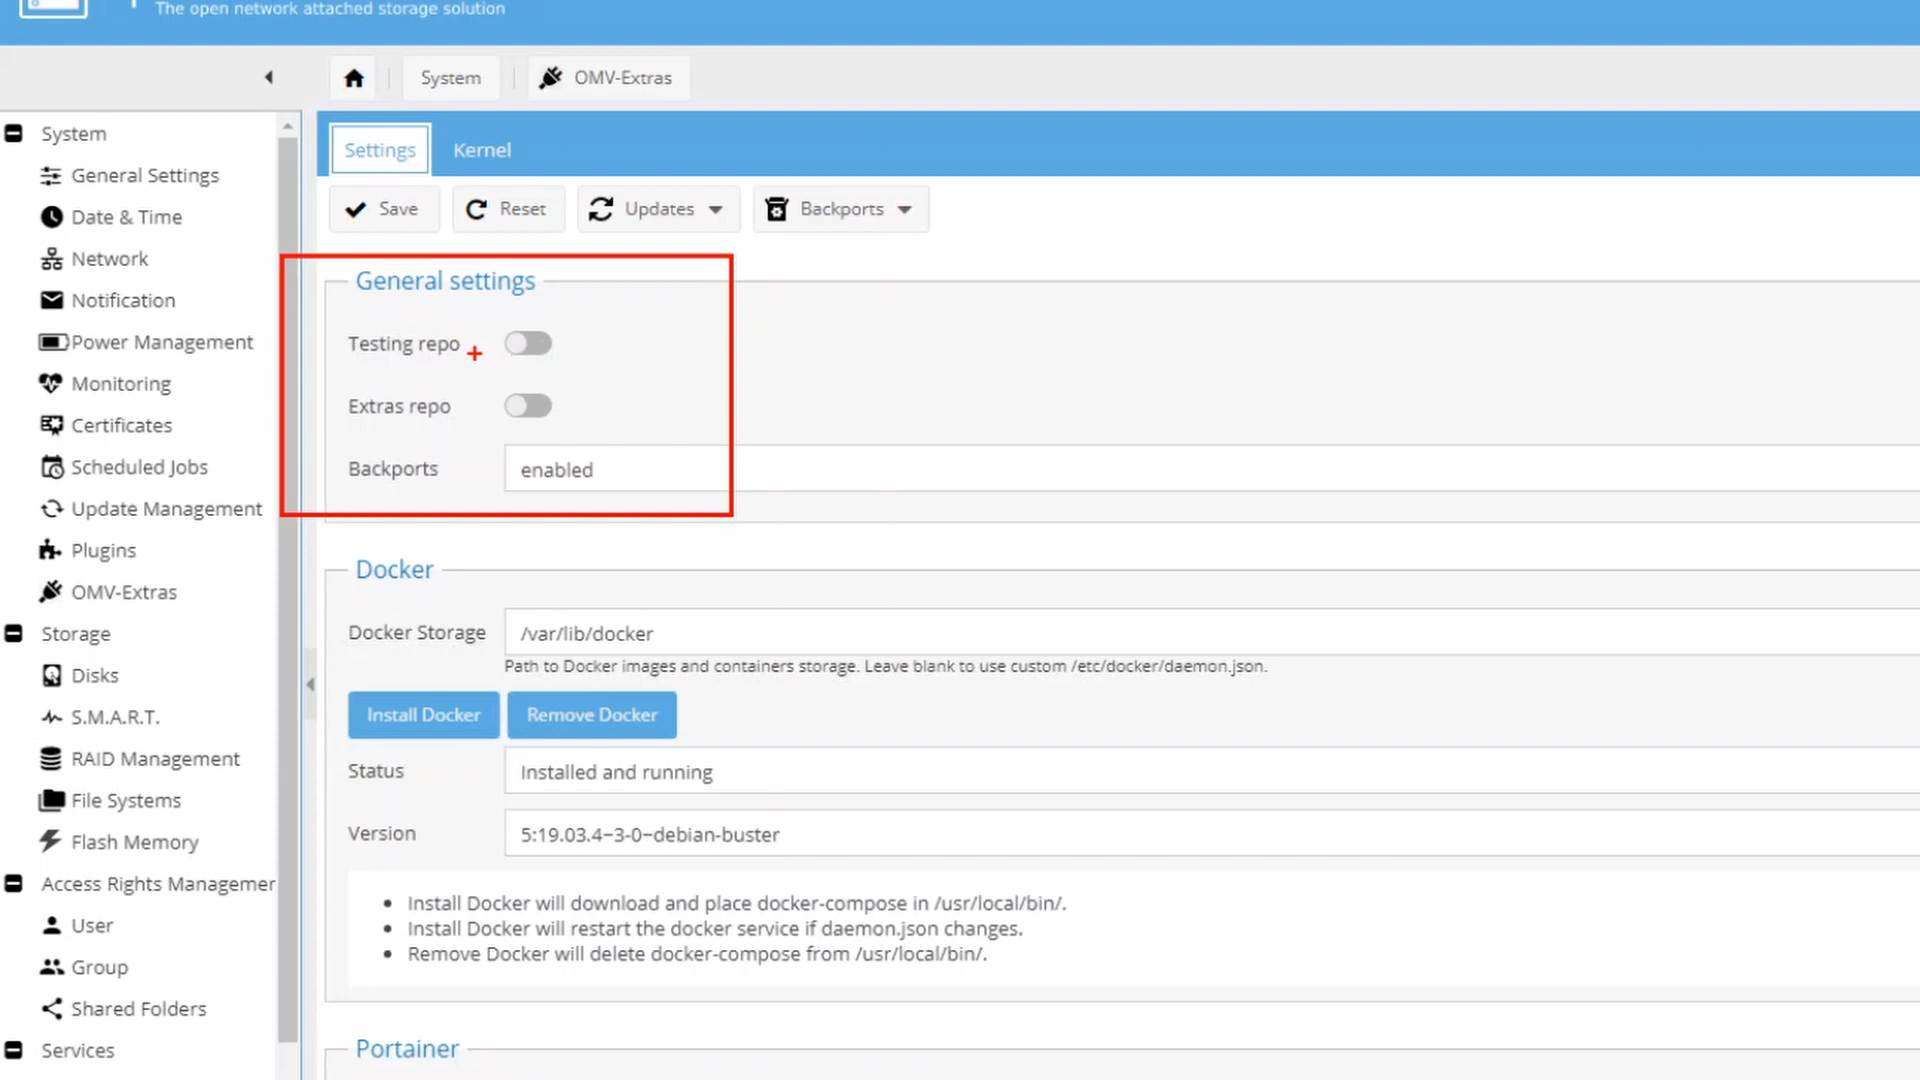 The open network attached storage solution
System
OMV-Extras
System
General Settings
Date & Time
Network
Notification
Power Management
Monitoring
Certificates
Scheduled Jobs
Update Management
Plugins
OMV-Extras
Storage
Disks
S.M.A.R.T.
RAID Management
File Systems
Flash Memory
Access Rights Managemen
User
Group
Shared Folders
Services
Settings
Kernel
Save
Reset
Updates
Backports
General settings
Testing repo
Extras repo
Backports
enabled
Docker
Docker Storage
/var/lib/docker
Path to Docker images and containers storage. Leave blank to use custom /etc/docker/daemon.json.
Install Docker
Remove Docker
Status
Installed and running
Version
5:19.03.4~3-0~debian-buster
• Install Docker will download and place docker-compose in /usr/local/bin/.
• Install Docker will restart the docker service if daemon.json changes.
• Remove Docker will delete docker-compose from /usr/local/bin/.
Portainer